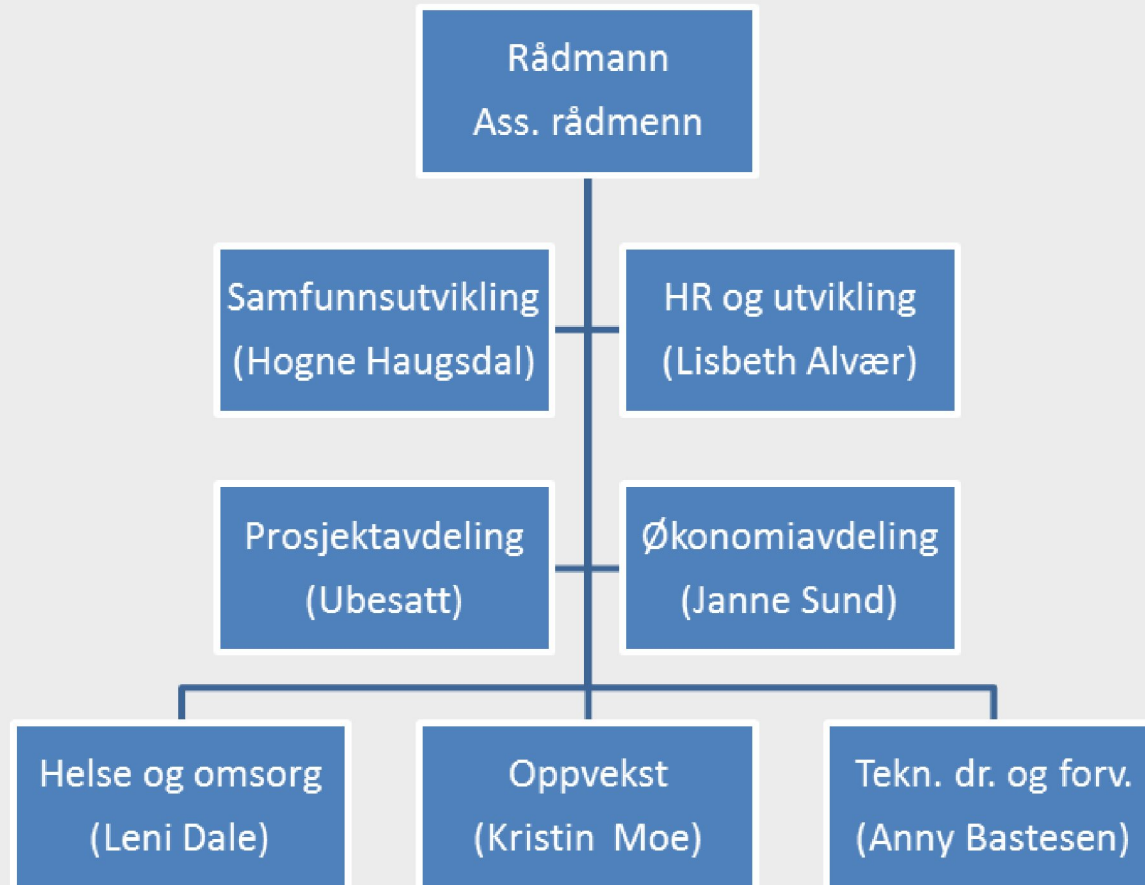 Rådmann
Ass. rådmenn
Samfunnsutvikling
(Hogne Haugsdal)
HR og utvikling
(Lisbeth Alvær)
Prosjektavdeling
(Ubesatt)
Økonomiavdeling
(Janne Sund)
Helse og omsorg
(Leni Dale)
Oppvekst
(Kristin Moe)
Tekn. dr. og forv.
(Anny Bastesen)